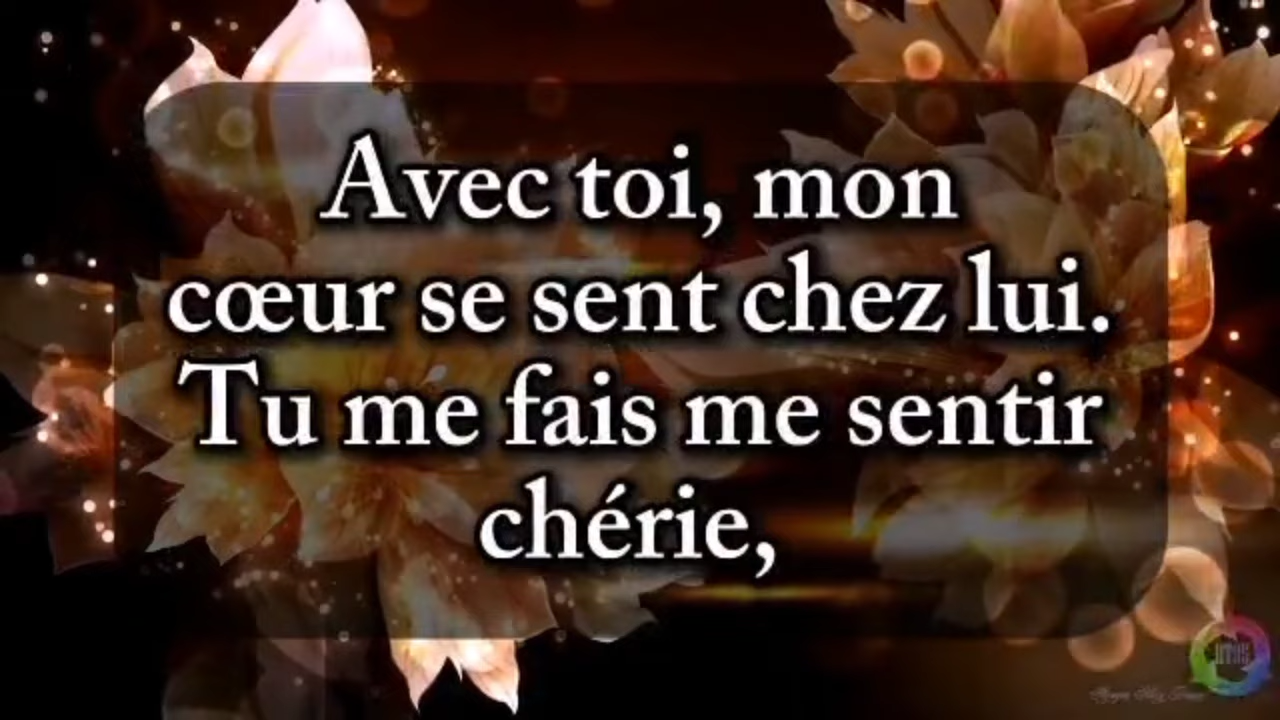 Avec toi, mon
cœur se sent chez lui.
Tu me fais me sentir
chérie,